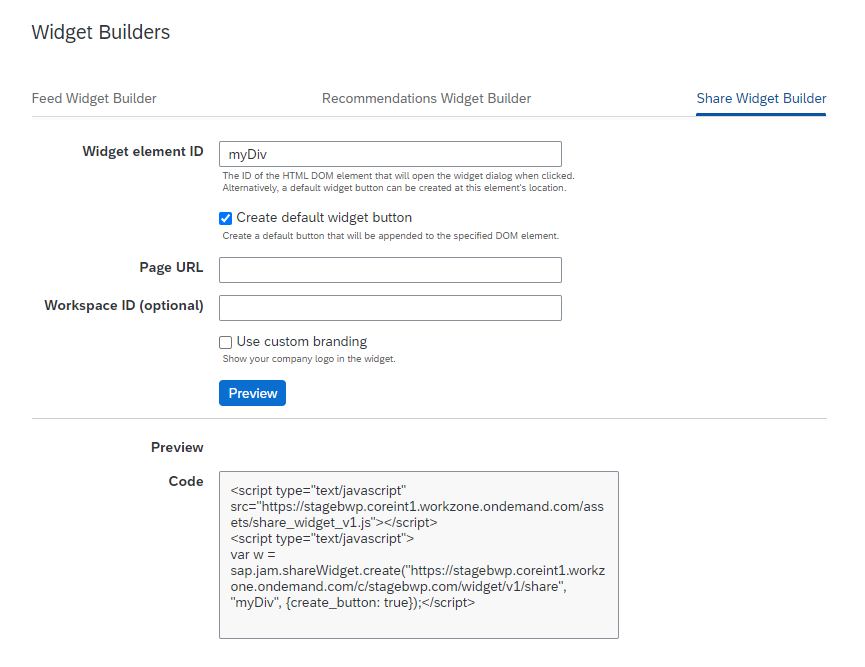 Widget Builders
Feed Widget Builder
Recommendations Widget Builder
Share Widget Builder
Widget element ID
myDiv
The ID of the HTML DOM element that will open the widget dialog when clicked.
Alternatively, a default widget button can be created at this element's location.
Create default widget button
Create a default button that will be appended to the specified DOM element.
Page URL
Workspace ID (optional)
Use custom branding
Show your company logo in the widget.
Preview
Preview
Code
<script type="text/javascript"
src="https://stagebwp.coreint1.workzone.ondemand.com/ass
ets/share_widget_v1.js"></script>
<script type="text/javascript">
var w =
sap.jam.shareWidget.create("https://stagebwp.coreint1.workz
one.ondemand.com/c/stagebwp.com/widget/v1/share",
"myDiv", {create_button: true});</script>